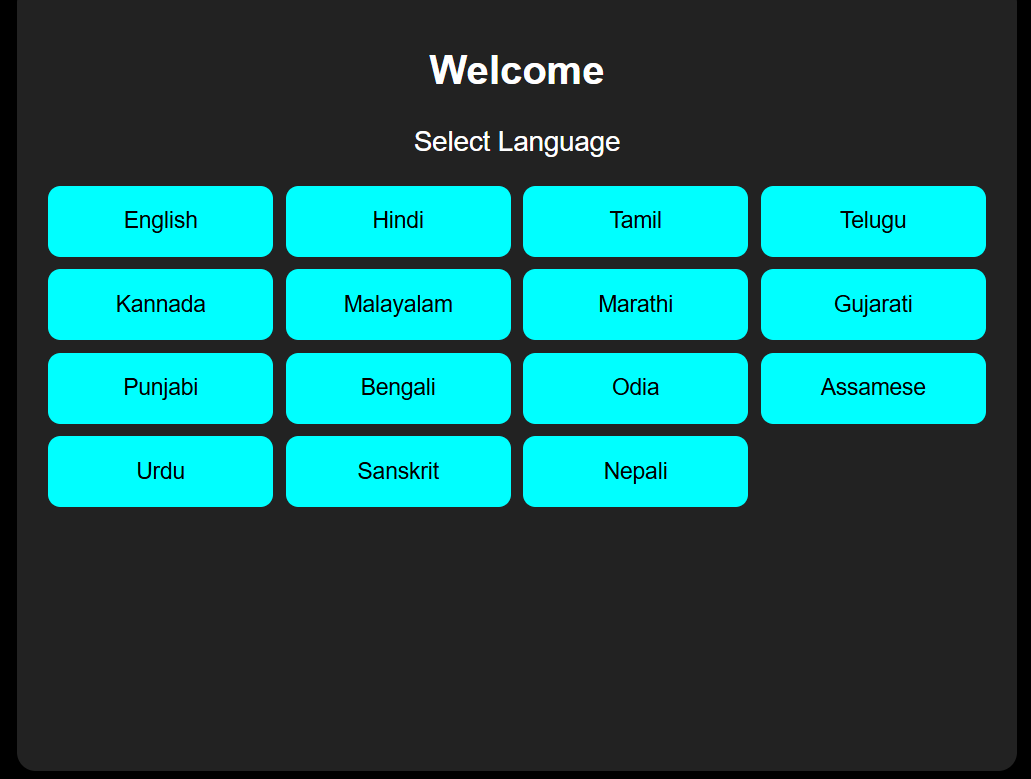 Welcome
Select Language
English Hindi Tamil Telugu
Kannada Malayalam Marathi Gujarati
Punjabi Bengali Odia Assamese
Urdu Sanskrit Nepali